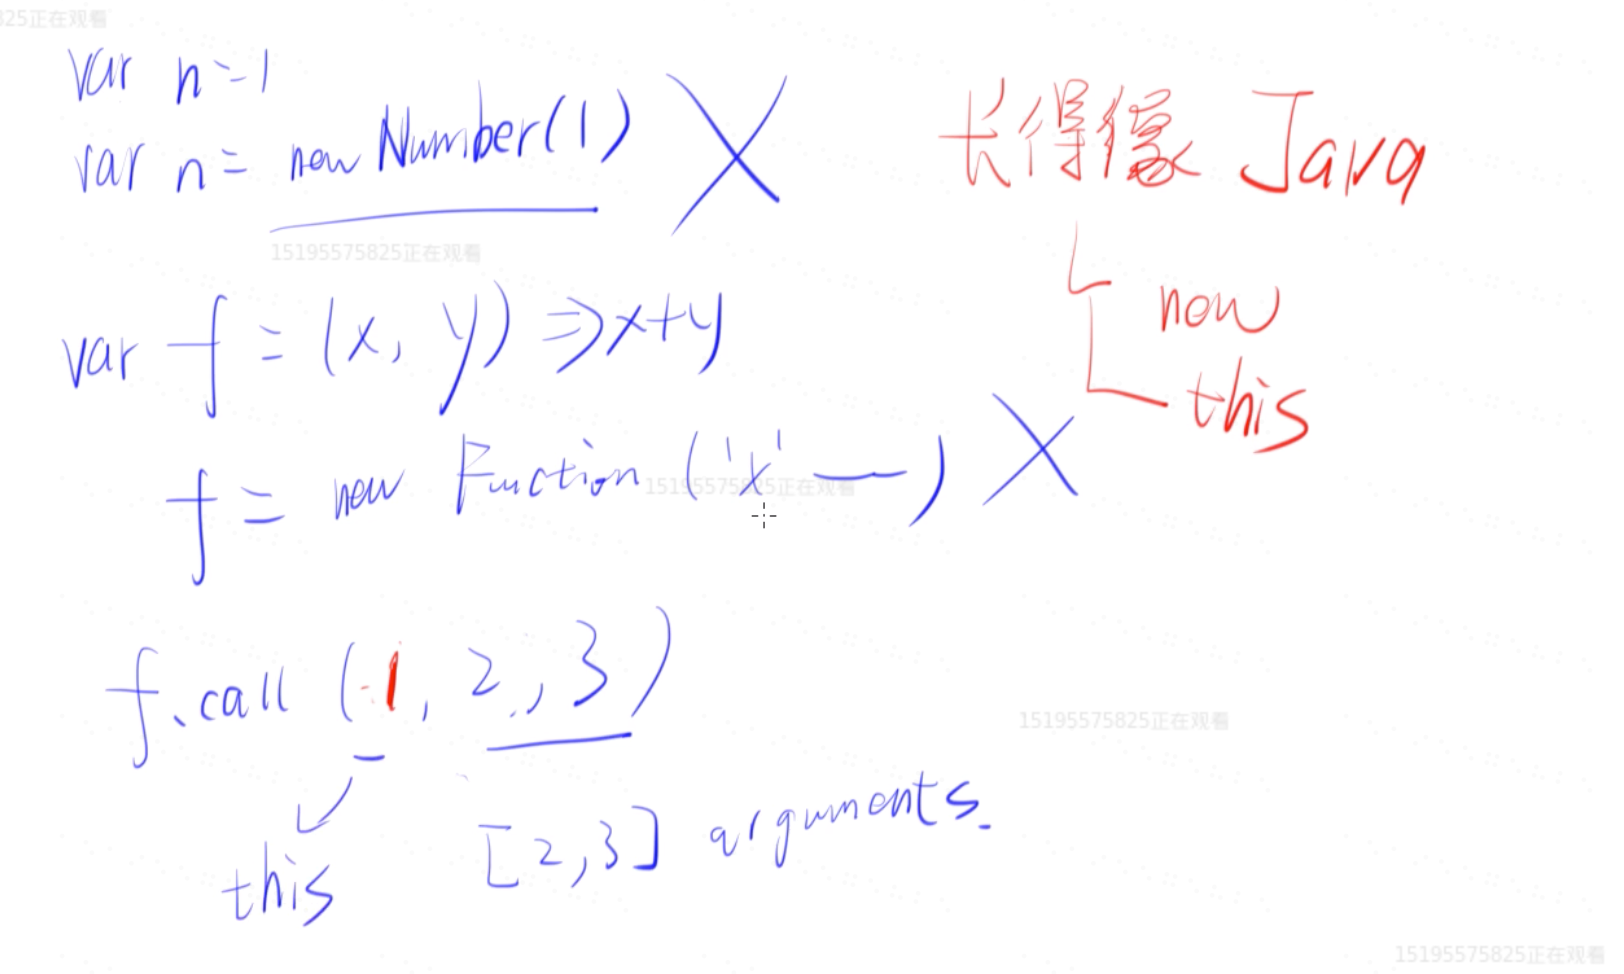 825正在观看
var n=1
var n= new Number(1) X
长得像 Java
15195575825正在观看
new
this
var f = (x, y) => x+y
f = new Function ('x' —) X
15195575825正在观看
f.call (1, 2, 3)
15195575825正在观看
this
[2,3] arguments.
15195575825正在观看